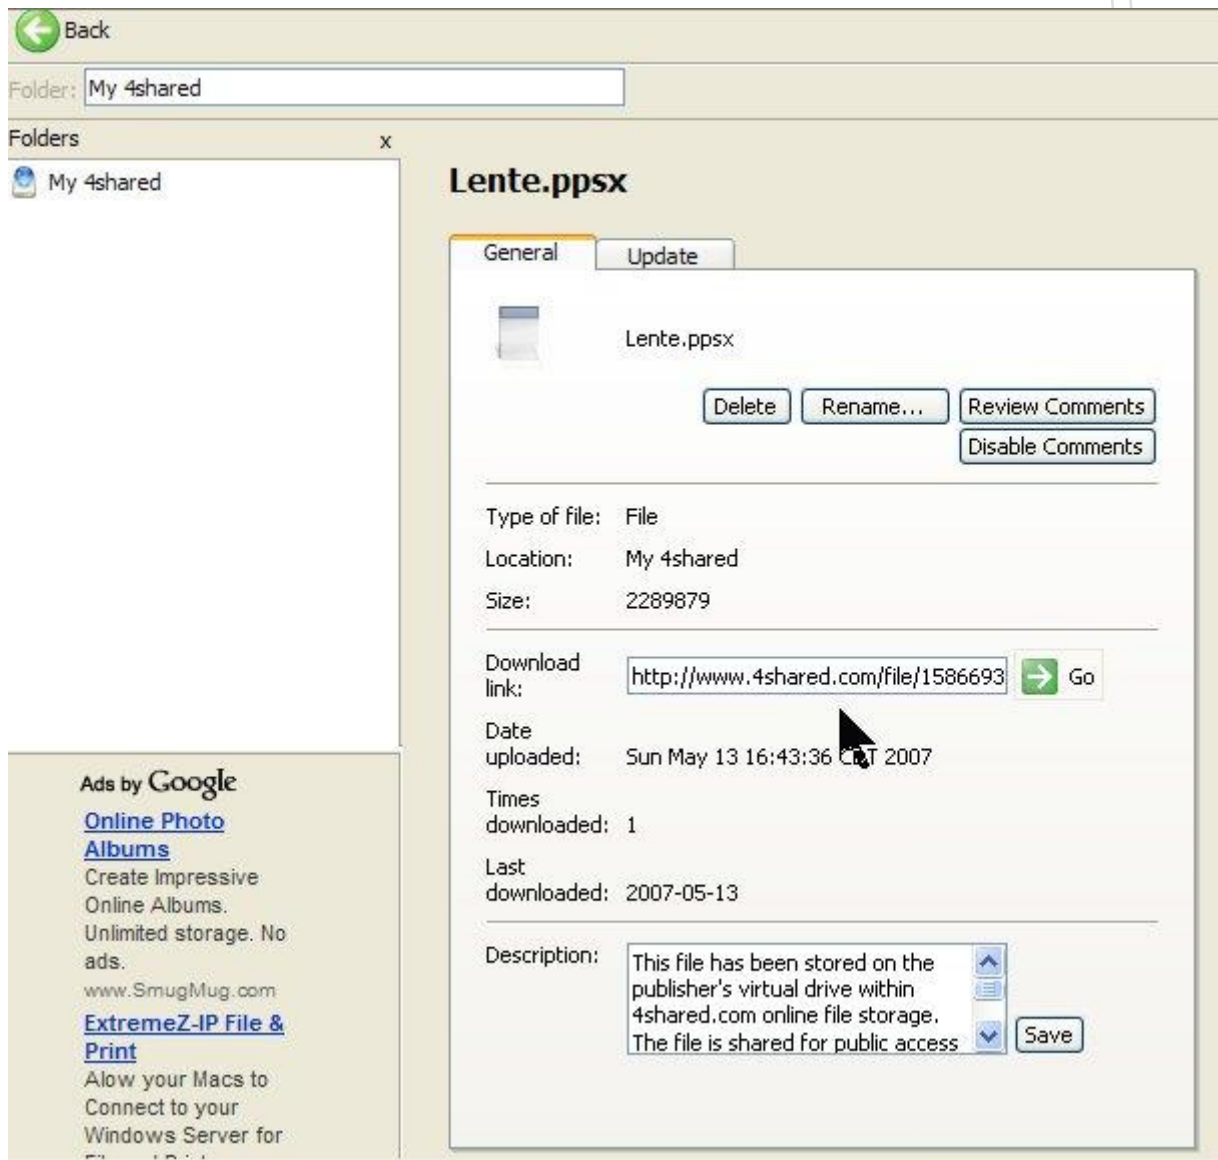 Back
Folder: My 4shared
Folders x
My 4shared
Lente.ppsx
General Update
Lente.ppsx
Delete Rename... Review Comments
Disable Comments
Type of file: File
Location: My 4shared
Size: 2289879
Download
link: http://www.4shared.com/file/1586693 Go
Date
uploaded: Sun May 13 16:43:36 CDT 2007
Times
downloaded: 1
Last
downloaded: 2007-05-13
Description: This file has been stored on the
publisher's virtual drive within
4shared.com online file storage.
The file is shared for public access
Save
Ads by Google
Online Photo
Albums
Create Impressive
Online Albums.
Unlimited storage. No
ads.
www.SmugMug.com
ExtremeZ-IP File &
Print
Alow your Macs to
Connect to your
Windows Server for